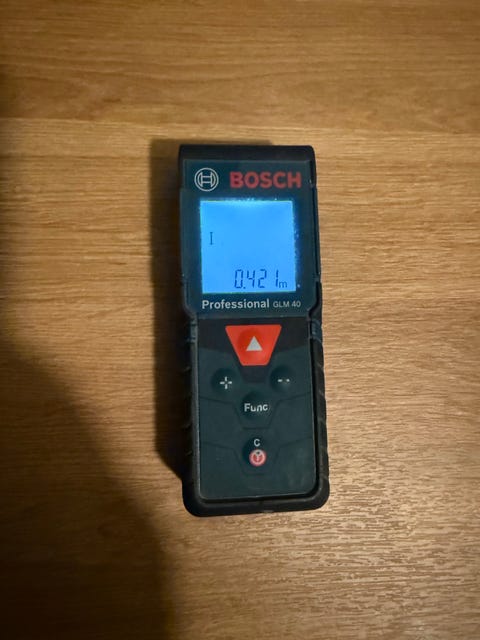 BOSCH
0.421m
Professional GLM 40
+ -
Func
C